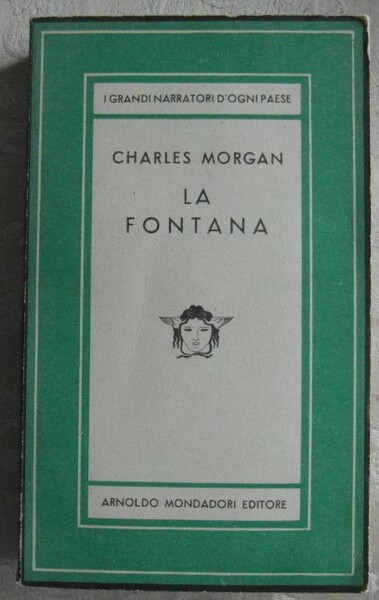 I GRANDI NARRATORI D'OGNI PAESE
CHARLES MORGAN
LA
FONTANA
ARNOLDO MONDADORI EDITORE